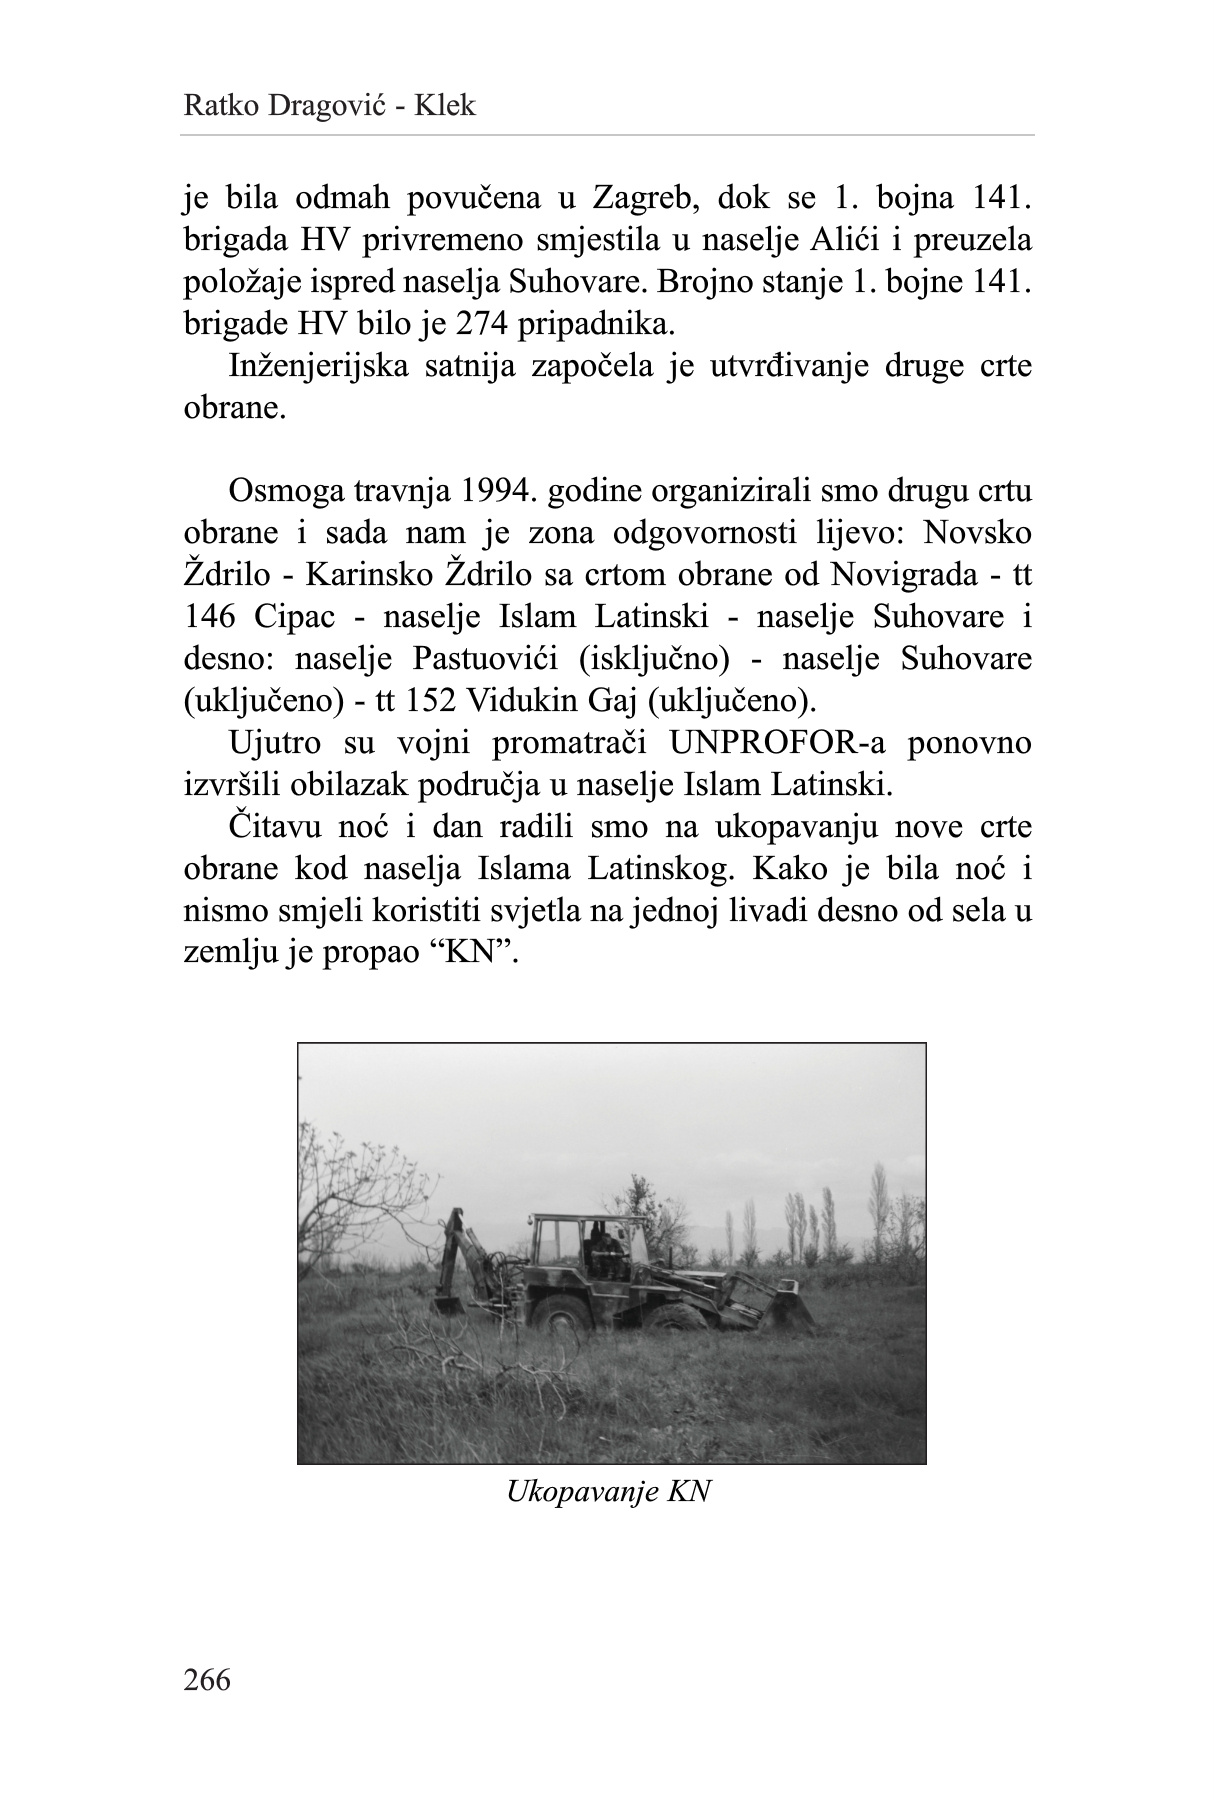 Ratko Dragović - Klek
je bila odmah povučena u Zagreb, dok se 1. bojna 141.
brigada HV privremeno smjestila u naselje Alići i preuzela
položaje ispred naselja Suhovare. Brojno stanje 1. bojne 141.
brigade HV bilo je 274 pripadnika.
Inženjerijska satnija započela je utvrđivanje druge crte
obrane.
Osmoga travnja 1994. godine organizirali smo drugu crtu
obrane i sada nam je zona odgovornosti lijevo: Novsko
Ždrilo - Karinsko Ždrilo sa crtom obrane od Novigrada - tt
146 Cipac - naselje Islam Latinski - naselje Suhovare i
desno: naselje Pastuovići (isključno) - naselje Suhovare
(uključeno) - tt 152 Vidukin Gaj (uključeno).
Ujutro su vojni promatrači UNPROFOR-a ponovno
izvršili obilazak područja u naselje Islam Latinski.
Čitavu noć i dan radili smo na ukopavanju nove crte
obrane kod naselja Islama Latinskog. Kako je bila noć i
nismo smjeli koristiti svjetla na jednoj livadi desno od sela u
zemlju je propao “KN”.
Ukopavanje KN
266